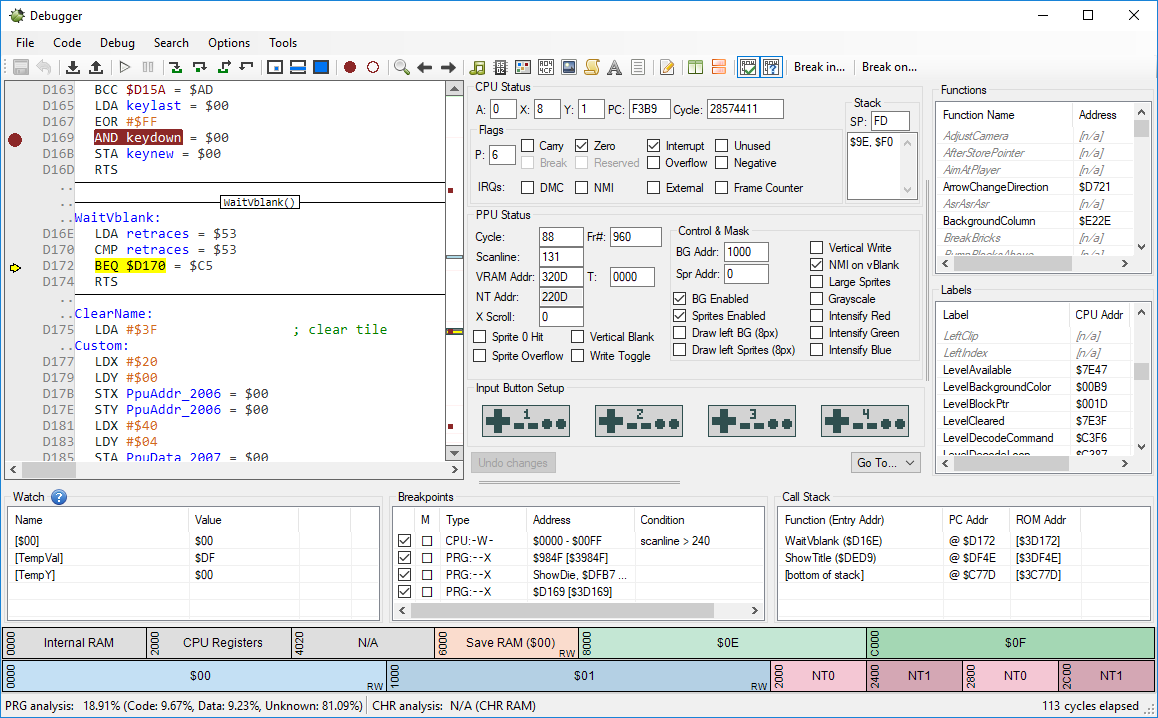 Debugger
File Code Debug Search Options Tools
Break in... Break on...
D163 BCC $D15A = $AD
D165 LDA keylast = $00
D167 EOR #$FF
D169 AND keydown = $00
D16B STA keynew = $00
D16D RTS
..
.. WaitVblank()
..WaitVblank:
D16E LDA retraces = $53
D170 CMP retraces = $53
D172 BEQ $D170 = $C5
D174 RTS
..
..ClearName:
D175 LDA #$3F ; clear tile
..Custom:
D177 LDX #$20
D179 LDY #$00
D17B STX PpuAddr_2006 = $00
D17E STY PpuAddr_2006 = $00
D181 LDX #$40
D183 LDY #$04
D185 STA PpuData_2007 = $00
CPU Status
A: 0 X: 8 Y: 1 PC: F3B9 Cycle: 28574411
Flags
P: 6 Carry Zero Interrupt Unused
Break Reserved Overflow Negative
IRQs: DMC NMI External Frame Counter
Stack
SP: FD
$9E, $F0
PPU Status
Cycle: 88 Fr#: 960
Scanline: 131
VRAM Addr: 320D T: 0000
NT Addr: 220D
X Scroll: 0
Sprite 0 Hit Vertical Blank
Sprite Overflow Write Toggle
Control & Mask
BG Addr: 1000
Spr Addr: 0
BG Enabled
Sprites Enabled
Draw left BG (8px)
Draw left Sprites (8px)
Vertical Write
NMI on vBlank
Large Sprites
Grayscale
Intensify Red
Intensify Green
Intensify Blue
Input Button Setup
1 2 3 4
Undo changes Go To...
Functions
Function Name Address
AdjustCamera [n/a]
AfterStorePointer [n/a]
AimAtPlayer [n/a]
ArrowChangeDirection $D721
AsrAsrAsr [n/a]
BackgroundColumn $E22E
BreakBricks [n/a]
BumpBlocksAbove [n/a]
Labels
Label CPU Addr
LeftClip [n/a]
LeftIndex [n/a]
LevelAvailable $7E47
LevelBackgroundColor $00B9
LevelBlockPtr $001D
LevelCleared $7E3F
LevelDecodeCommand $C3F6
LevelDecodeLoop $C387
Watch ?
Name Value
[$00] $00
[TempVal] $DF
[TempY] $00
Breakpoints
M Type Address Condition
CPU:-W- $0000 - $00FF scanline > 240
PRG:--X $984F [$3984F]
PRG:--X ShowDie, $DFB7 ...
PRG:--X $D169 [$3D169]
Call Stack
Function (Entry Addr) PC Addr ROM Addr
WaitVblank ($D16E) @ $D172 [$3D172]
ShowTitle ($DED9) @ $DF4E [$3DF4E]
[bottom of stack] @ $C77D [$3C77D]
0000 Internal RAM 2000 CPU Registers 4020 N/A 6000 Save RAM ($00) RW 8000 $0E C000 $0F
0000 $00 RW 1000 $01 RW 2000 NT0 2400 NT1 2800 NT0 2C00 NT1
PRG analysis: 18.91% (Code: 9.67%, Data: 9.23%, Unknown: 81.09%) CHR analysis: N/A (CHR RAM) 113 cycles elapsed